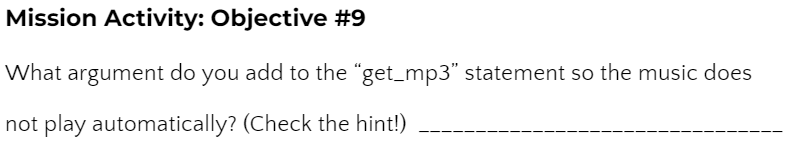 Mission Activity: Objective #9
What argument do you add to the “get_mp3” statement so the music does
not play automatically? (Check the hint!) ________________________________